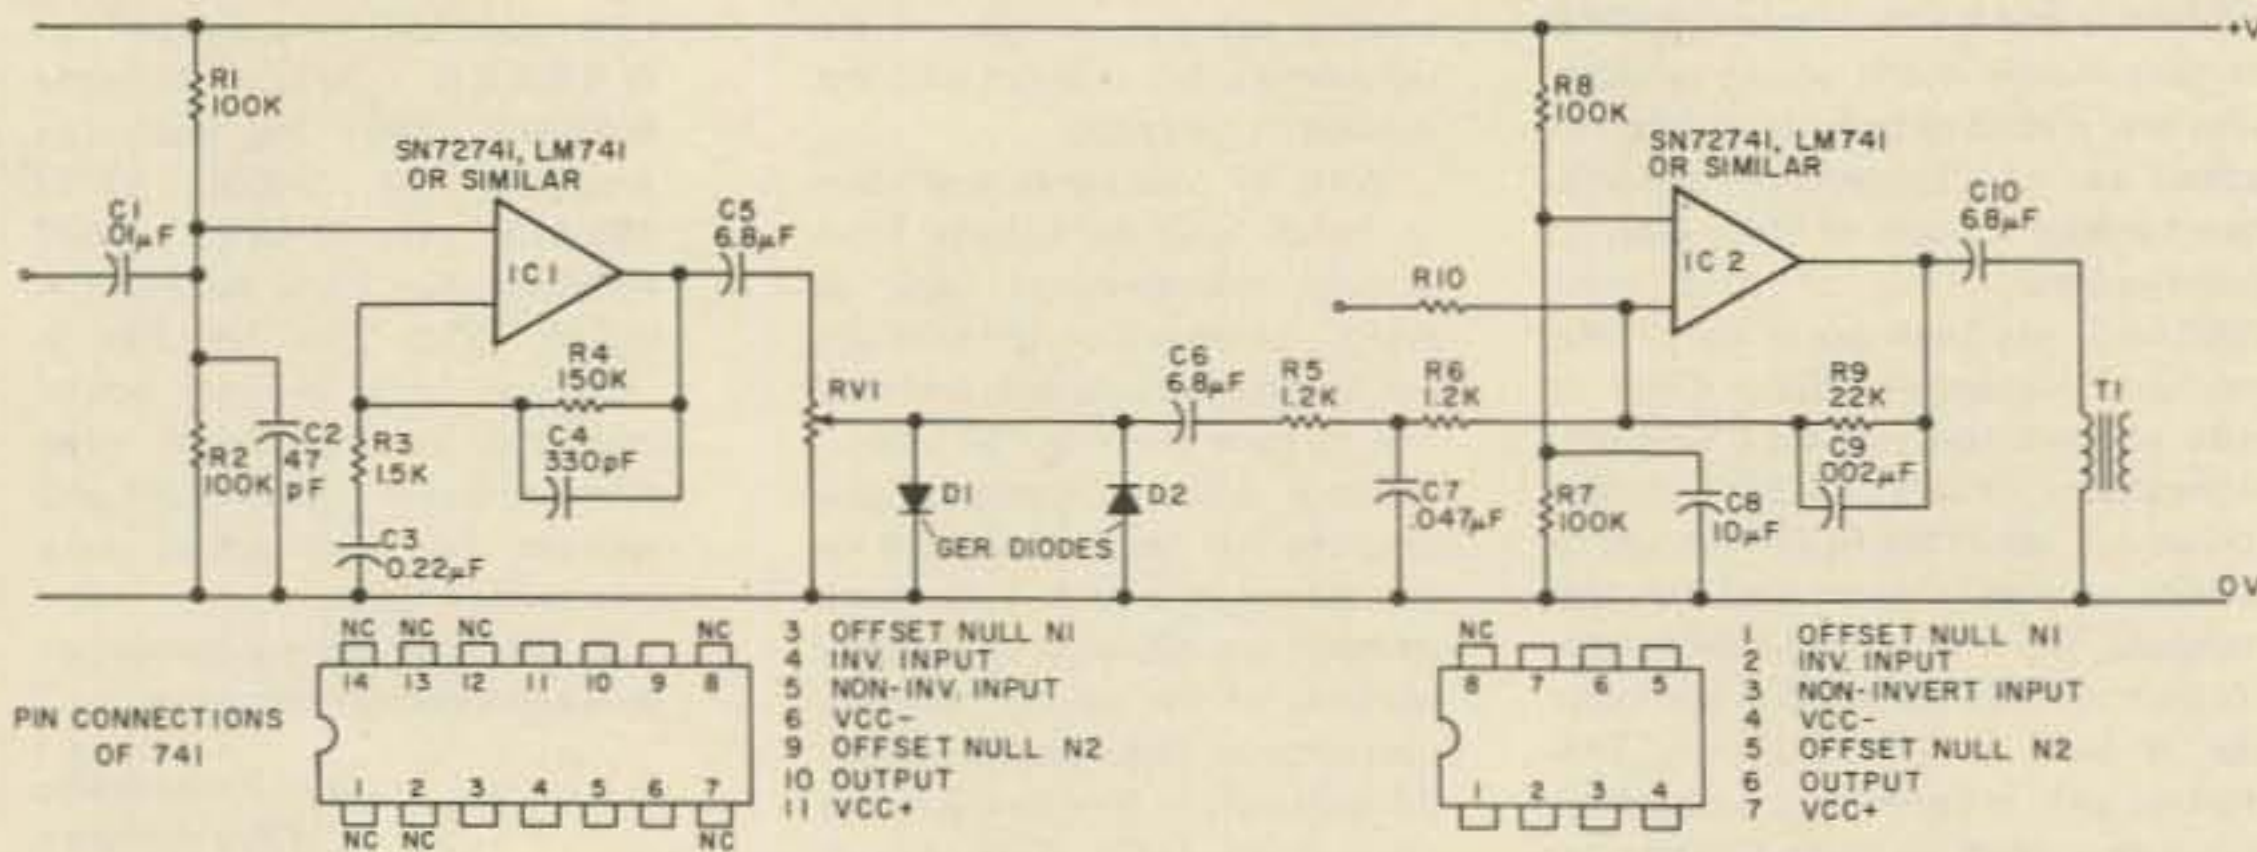 +V
R1
100K
R8
100K
SN72741, LM741
OR SIMILAR
SN72741, LM741
OR SIMILAR
C1
.01µF
C5
6.8µF
C10
6.8µF
IC1
IC2
R10
R4
150K
C6
6.8µF
R5
1.2K
R6
1.2K
R9
22K
T1
RV1
R2
100K
C2
47
pF
R3
1.5K
C4
330pF
C9
.002µF
D1
D2
C7
.047µF
R7
100K
C8
10µF
C3
0.22µF
GER. DIODES
0V
NC NC NC NC
14 13 12 11 10 9 8
PIN CONNECTIONS
OF 741
1 2 3 4 5 6 7
NC NC NC
3 OFFSET NULL N1
4 INV. INPUT
5 NON-INV. INPUT
6 VCC-
9 OFFSET NULL N2
10 OUTPUT
11 VCC+
NC
8 7 6 5
1 2 3 4
1 OFFSET NULL N1
2 INV. INPUT
3 NON-INVERT INPUT
4 VCC-
5 OFFSET NULL N2
6 OUTPUT
7 VCC+